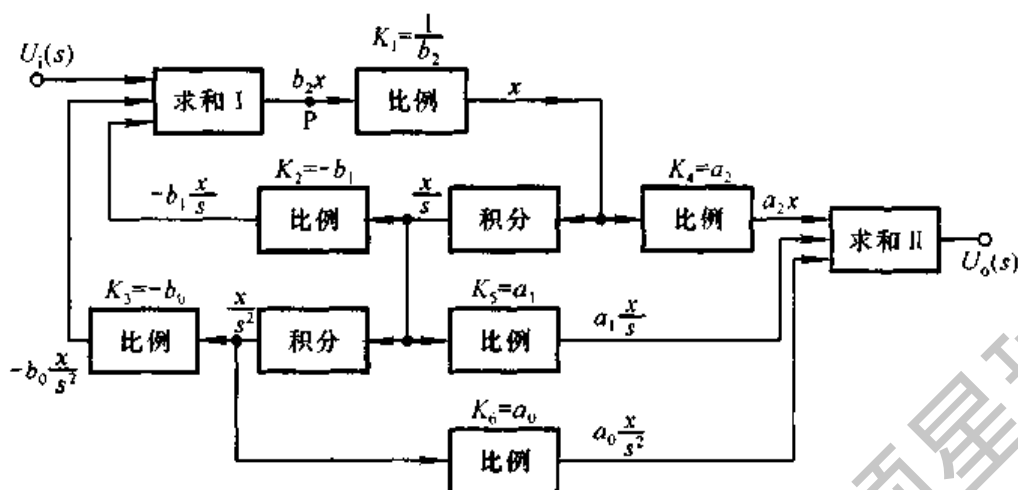 K₁=1/b₂
Uᵢ(s)
求和 I
b₂x
P
比例
x
K₂=-b₁
K₄=a₂
-b₁ x/s
比例
x/s
积分
比例
a₂x
求和 II
Uₒ(s)
K₃=-b₀
K₅=a₁
比例
x/s²
积分
比例
a₁ x/s
-b₀ x/s²
K₆=a₀
比例
a₀ x/s²